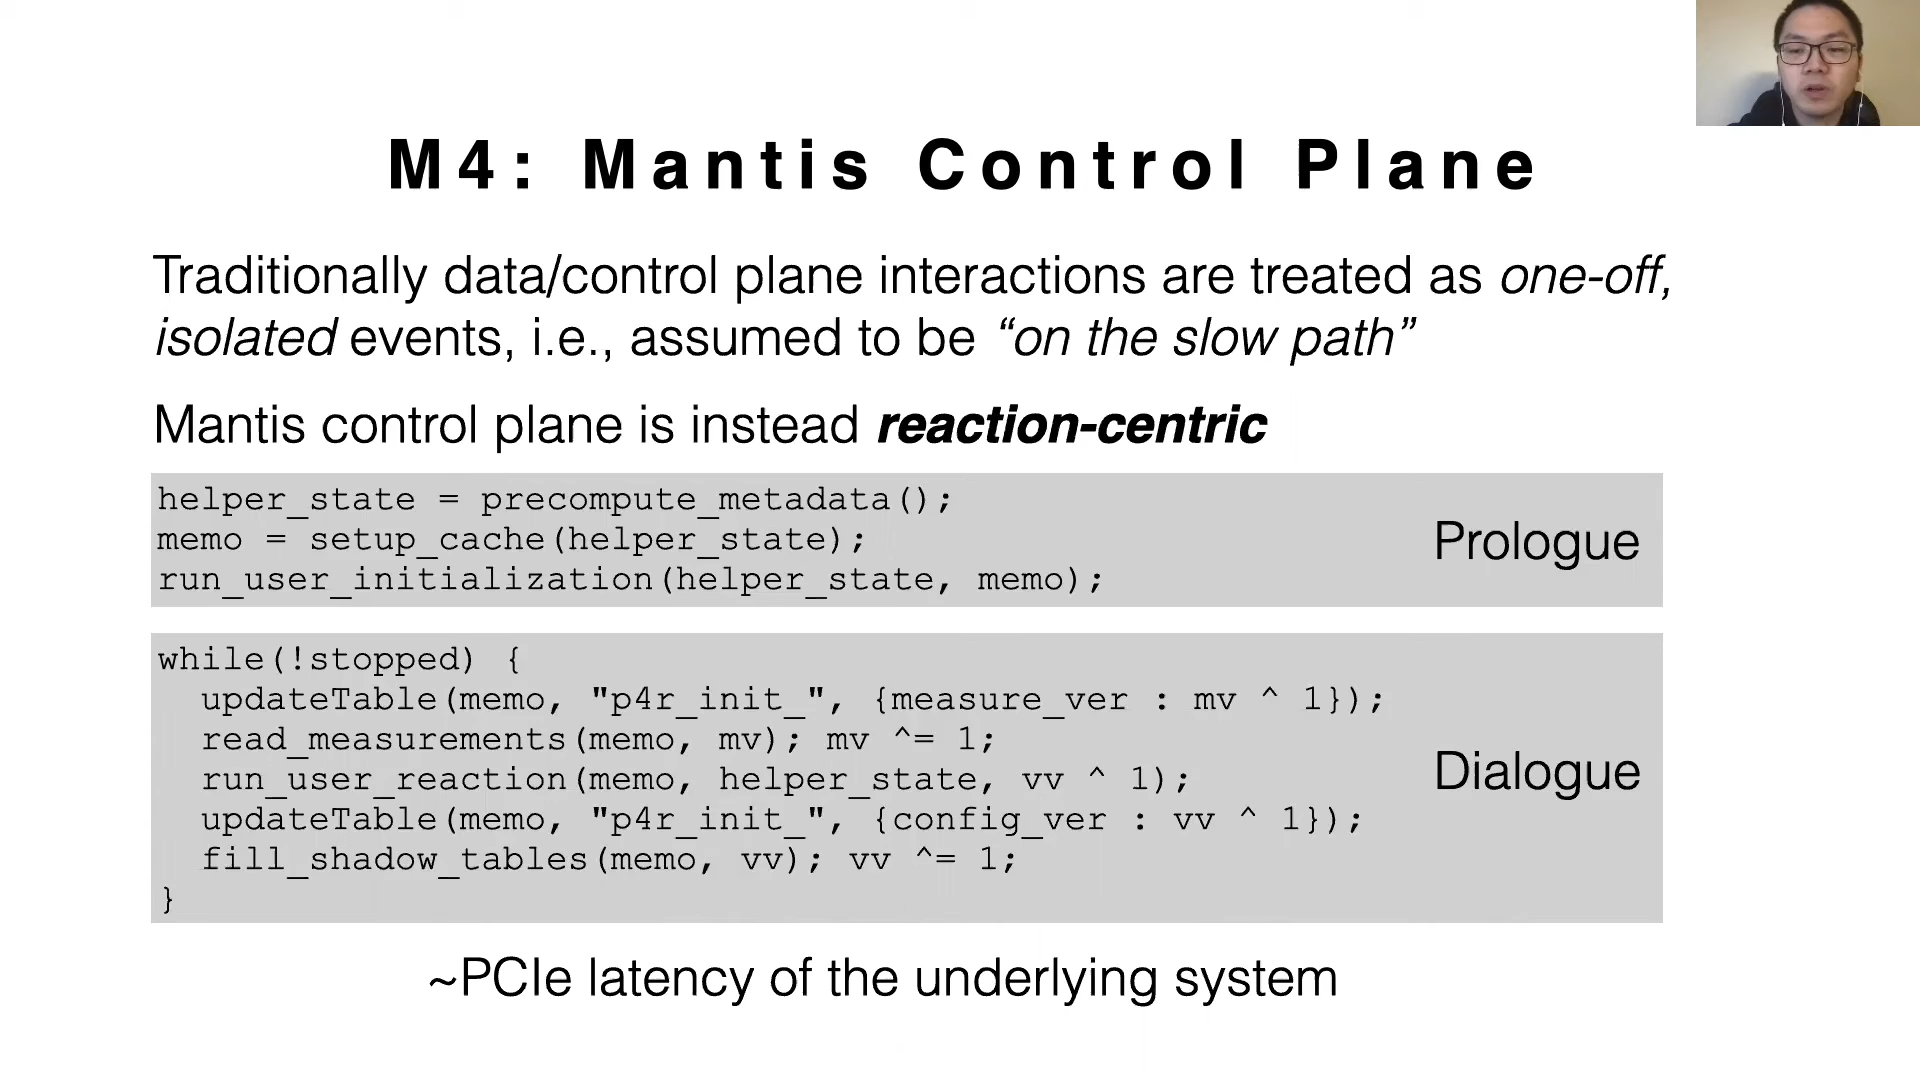 M4: Mantis Control Plane
Traditionally data/control plane interactions are treated as one-off,
isolated events, i.e., assumed to be “on the slow path”
Mantis control plane is instead reaction-centric
helper_state = precompute_metadata();
memo = setup_cache(helper_state);
run_user_initialization(helper_state, memo);
Prologue
while(!stopped) {
  updateTable(memo, "p4r_init_", {measure_ver : mv ^ 1});
  read_measurements(memo, mv); mv ^= 1;
  run_user_reaction(memo, helper_state, vv ^ 1);
  updateTable(memo, "p4r_init_", {config_ver : vv ^ 1});
  fill_shadow_tables(memo, vv); vv ^= 1;
}
Dialogue
~PCIe latency of the underlying system